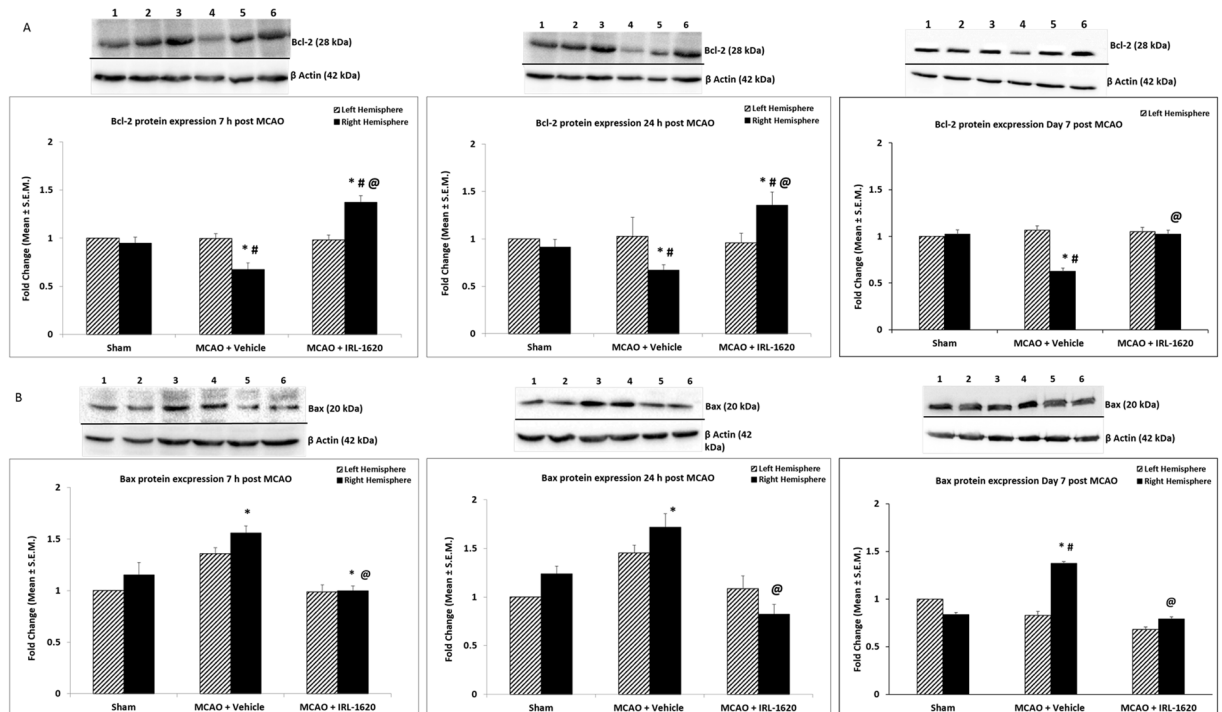 A
1 2 3 4 5 6
Bcl-2 (28 kDa)
β Actin (42 kDa)
Left Hemisphere
Right Hemisphere
Bcl-2 protein expression 7 h post MCAO
Fold Change (Mean ± S.E.M.)
2
1.5
1
0.5
0
* #
* # @
Sham MCAO + Vehicle MCAO + IRL-1620
1 2 3 4 5 6
Bcl-2 (28 kDa)
β Actin (42 kDa)
Left Hemisphere
Right Hemisphere
Bcl-2 protein expression 24 h post MCAO
Fold Change (Mean ± S.E.M.)
2
1.5
1
0.5
0
* #
* # @
Sham MCAO + Vehicle MCAO + IRL-1620
1 2 3 4 5 6
Bcl-2 (28 kDa)
β Actin (42 kDa)
Left Hemisphere
Bcl-2 protein excpression Day 7 post MCAO
Fold Change (Mean ± S.E.M.)
2
1.5
1
0.5
0
* #
@
Sham MCAO + Vehicle MCAO + IRL-1620
B
1 2 3 4 5 6
Bax (20 kDa)
β Actin (42 kDa)
Left Hemisphere
Right Hemisphere
Bax protein excpression 7 h post MCAO
Fold Change (Mean ± S.E.M.)
2
1.5
1
0.5
0
*
* @
Sham MCAO + Vehicle MCAO + IRL-1620
1 2 3 4 5 6
Bax (20 kDa)
β Actin (42
kDa)
Left Hemisphere
Right Hemisphere
Bax protein expression 24 h post MCAO
Fold Change (Mean ± S.E.M.)
2
1.5
1
0.5
0
*
@
Sham MCAO + Vehicle MCAO + IRL-1620
1 2 3 4 5 6
Bax (20 kDa)
β Actin (42 kDa)
Left Hemisphere
Right Hemisphere
Bax protein excpression Day 7 post MCAO
Fold Change (Mean ± S.E.M.)
2
1.5
1
0.5
0
* #
@
Sham MCAO + Vehicle MCAO + IRL-1620